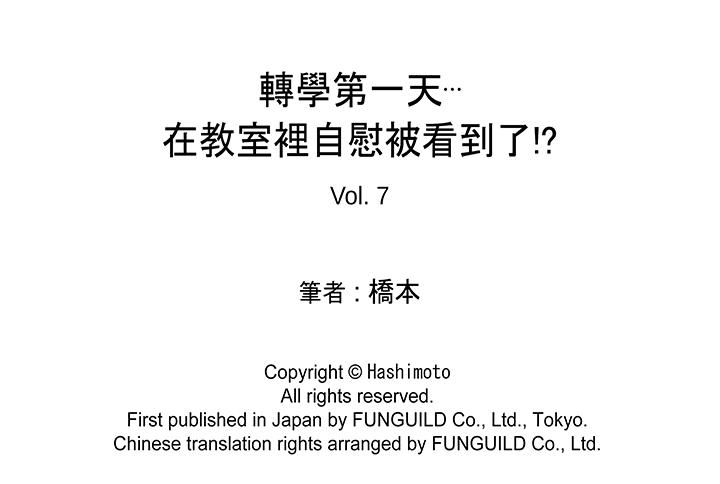 轉學第一天…
在教室裡自慰被看到了!?
Vol. 7
筆者 : 橋本
Copyright © Hashimoto
All rights reserved.
First published in Japan by FUNGUILD Co., Ltd., Tokyo.
Chinese translation rights arranged by FUNGUILD Co., Ltd.